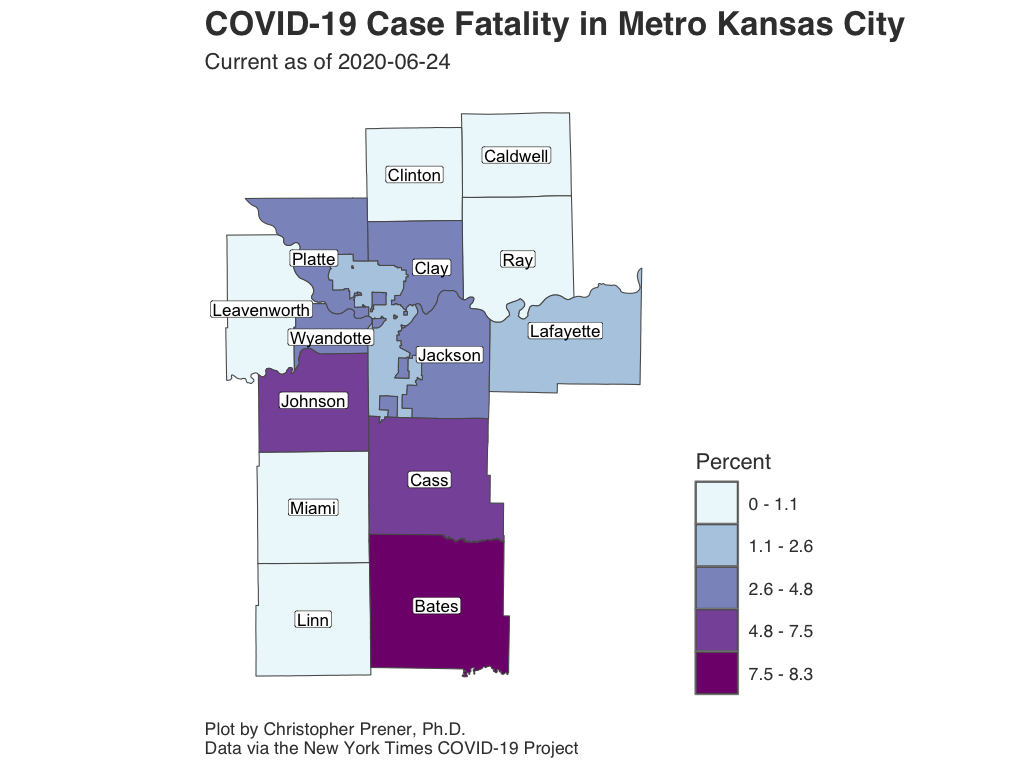 COVID-19 Case Fatality in Metro Kansas City
Current as of 2020-06-24
Caldwell
Clinton
Platte
Clay
Ray
Leavenworth
Wyandotte
Lafayette
Jackson
Johnson
Cass
Miami
Bates
Linn
Percent
0 - 1.1
1.1 - 2.6
2.6 - 4.8
4.8 - 7.5
7.5 - 8.3
Plot by Christopher Prener, Ph.D.
Data via the New York Times COVID-19 Project